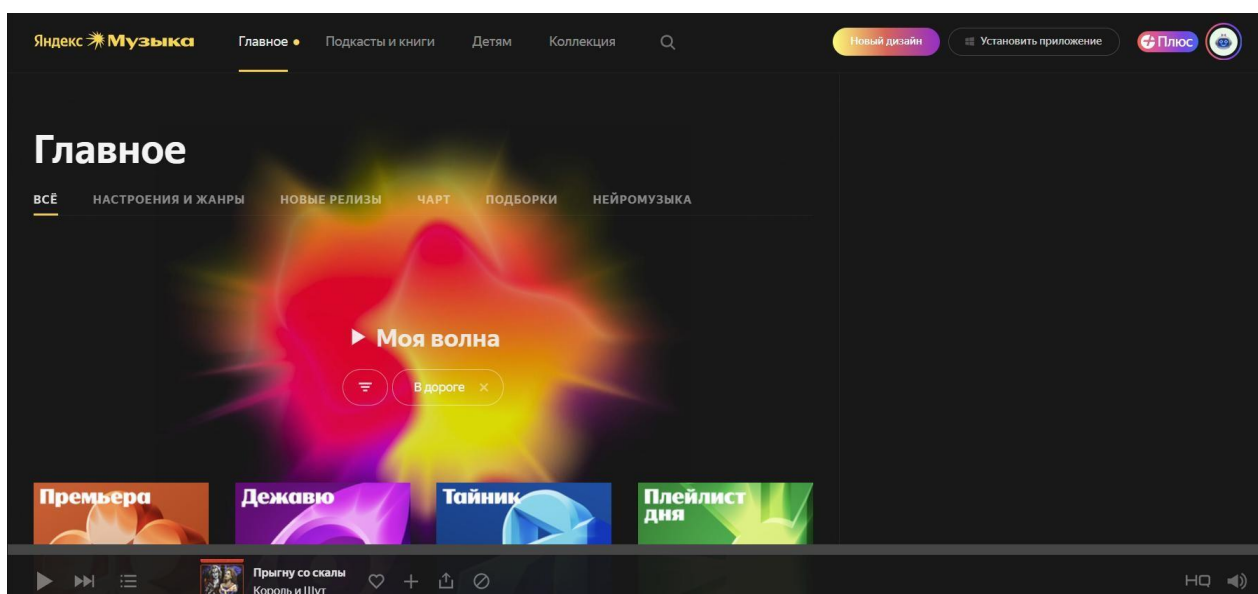 Яндекс Музыка
Главное
Подкасты и книги
Детям
Коллекция
Новый дизайн
Установить приложение
Плюс
Главное
ВСЁ
НАСТРОЕНИЯ И ЖАНРЫ
НОВЫЕ РЕЛИЗЫ
ЧАРТ
ПОДБОРКИ
НЕЙРОМУЗЫКА
Моя волна
В дороге
Премьера
Дежавю
Тайник
Плейлист
дня
Прыгну со скалы
Король и Шут
HQ